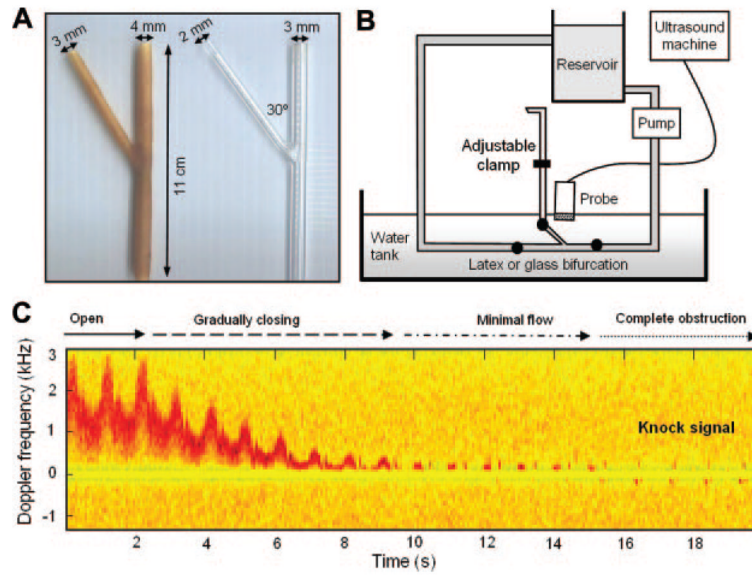 A
3 mm
4 mm
2 mm
3 mm
30º
11 cm
B
Reservoir
Ultrasound
machine
Pump
Adjustable
clamp
Probe
Water
tank
Latex or glass bifurcation
C
Open
Gradually closing
Minimal flow
Complete obstruction
Doppler frequency (kHz)
3
2
1
0
-1
Knock signal
2 4 6 8 10 12 14 16 18
Time (s)